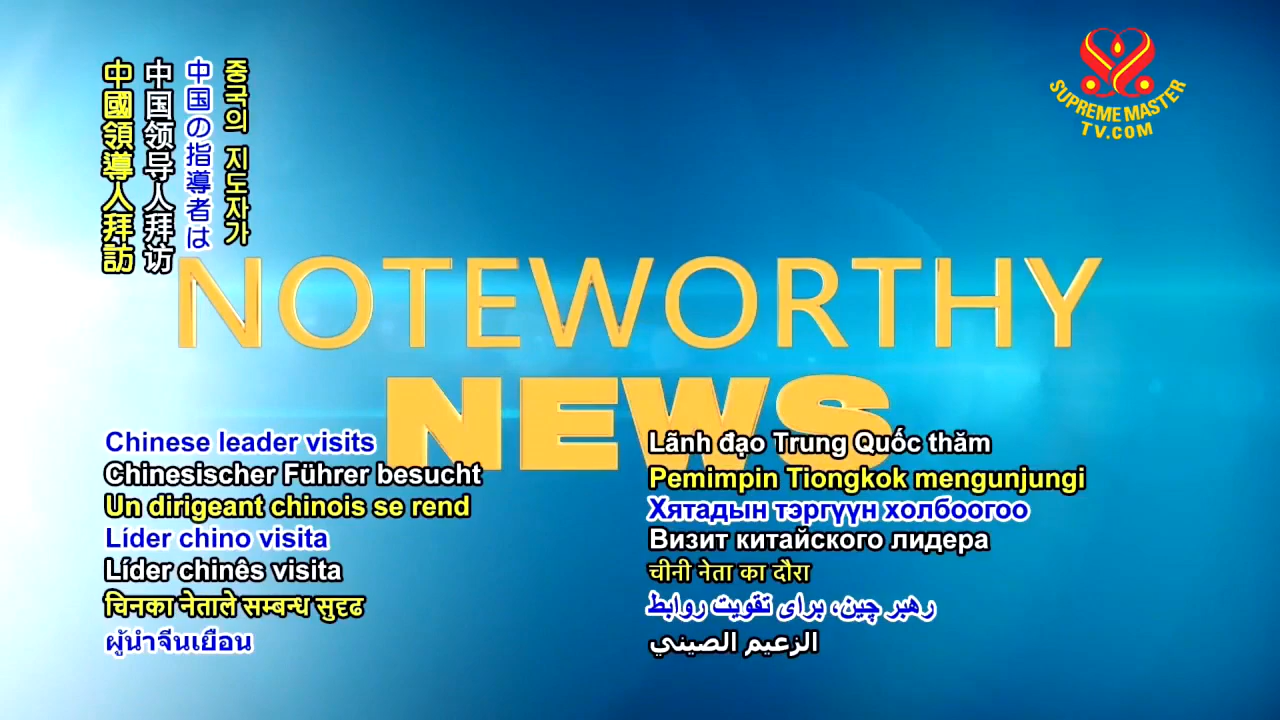 中國領導人拜訪
中国领导人拜访
中国の指導者は
중국의 지도자가
SUPREME MASTER
TV.COM
NOTEWORTHY
NEWS
Chinese leader visits
Chinesischer Führer besucht
Un dirigeant chinois se rend
Líder chino visita
Líder chinês visita
चिनका नेताले सम्बन्ध सुदृढ
ผู้นำจีนเยือน
Lãnh đạo Trung Quốc thăm
Pemimpin Tiongkok mengunjungi
Хятадын тэргүүн холбоогоо
Визит китайского лидера
चीनी नेता का दौरा
رهبر چین، برای تقویت روابط
الزعيم الصيني